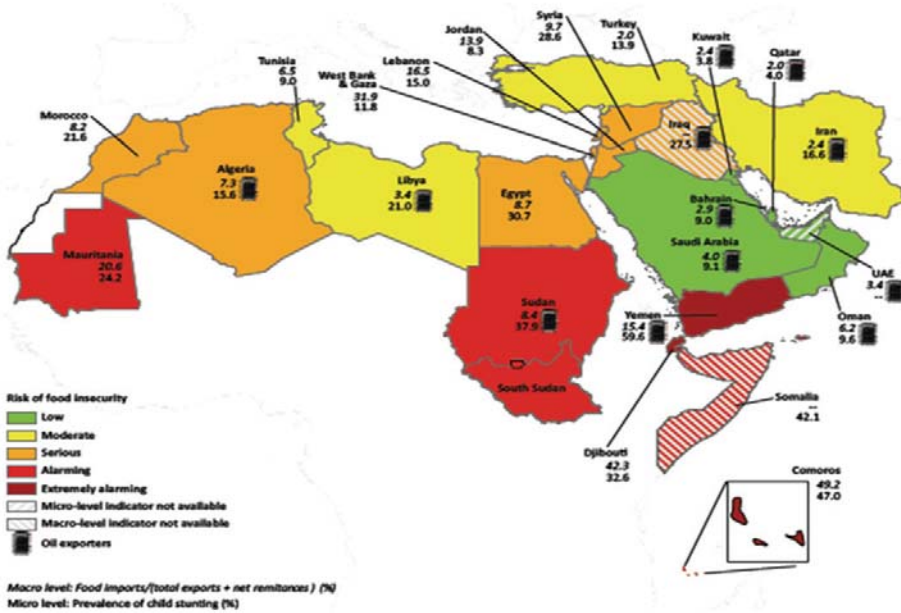 Syria
9.7
28.6
Turkey
2.0
13.9
Jordan
13.9
8.3
Kuwait
2.4
3.8
Qatar
2.0
4.0
Lebanon
16.5
15.0
Tunisia
6.5
9.0
West Bank
& Gaza
31.9
11.8
Morocco
8.2
21.6
Iraq
--
27.5
Iran
2.4
16.6
Algeria
7.3
15.6
Libya
3.4
21.0
Egypt
8.7
30.7
Bahrain
2.9
9.0
Saudi Arabia
4.0
9.1
Mauritania
20.6
24.2
UAE
3.4
--
Sudan
8.4
37.9
Yemen
15.4
59.6
Oman
6.2
9.6
South Sudan
Somalia
--
42.1
Djibouti
42.3
32.6
Comoros
49.2
47.0
Risk of food insecurity
Low
Moderate
Serious
Alarming
Extremely alarming
Micro-level indicator not available
Macro-level indicator not available
Oil exporters
Macro level: Food imports/(total exports + net remitances ) (%)
Micro level: Prevalence of child stunting (%)